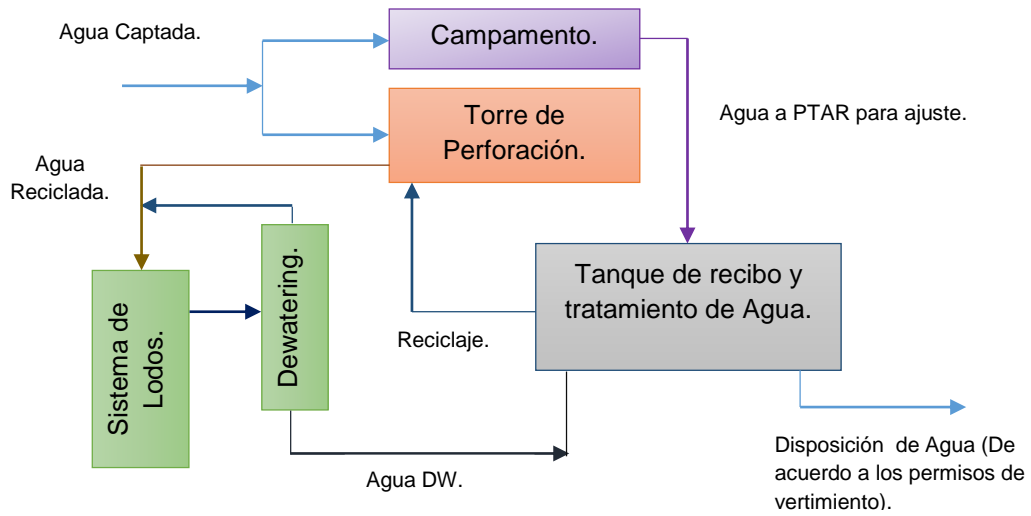 Agua Captada.
Campamento.
Torre de
Perforación.
Agua a PTAR para ajuste.
Agua
Reciclada.
Sistema de
Lodos.
Dewatering.
Tanque de recibo y
tratamiento de Agua.
Reciclaje.
Agua DW.
Disposición  de Agua (De
acuerdo a los permisos de
vertimiento).